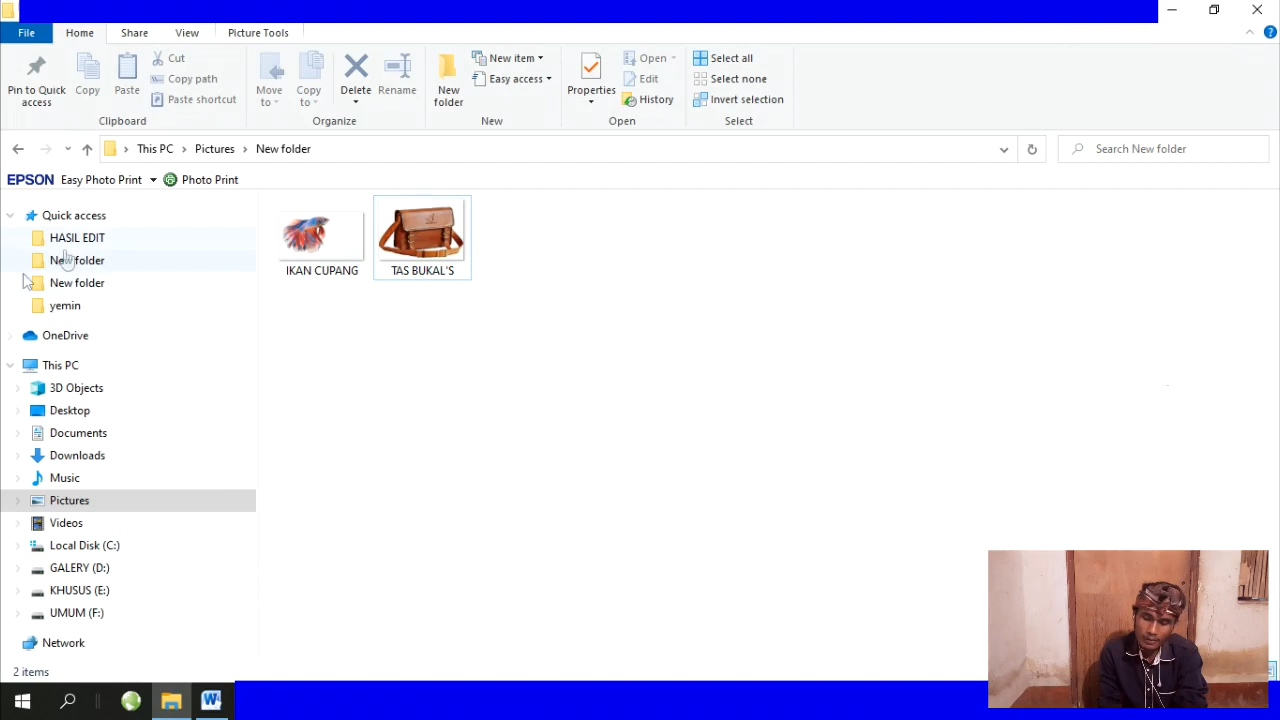 File Home Share View Picture Tools
Pin to Quick access
Copy
Paste
Cut
Copy path
Paste shortcut
Clipboard
Move to
Copy to
Delete
Rename
Organize
New folder
New item
Easy access
New
Properties
Open
Edit
History
Open
Select all
Select none
Invert selection
Select
This PC > Pictures > New folder
Search New folder
EPSON Easy Photo Print Photo Print
Quick access
HASIL EDIT
New folder
New folder
yemin
OneDrive
This PC
3D Objects
Desktop
Documents
Downloads
Music
Pictures
Videos
Local Disk (C:)
GALERY (D:)
KHUSUS (E:)
UMUM (F:)
Network
IKAN CUPANG
TAS BUKAL'S
2 items